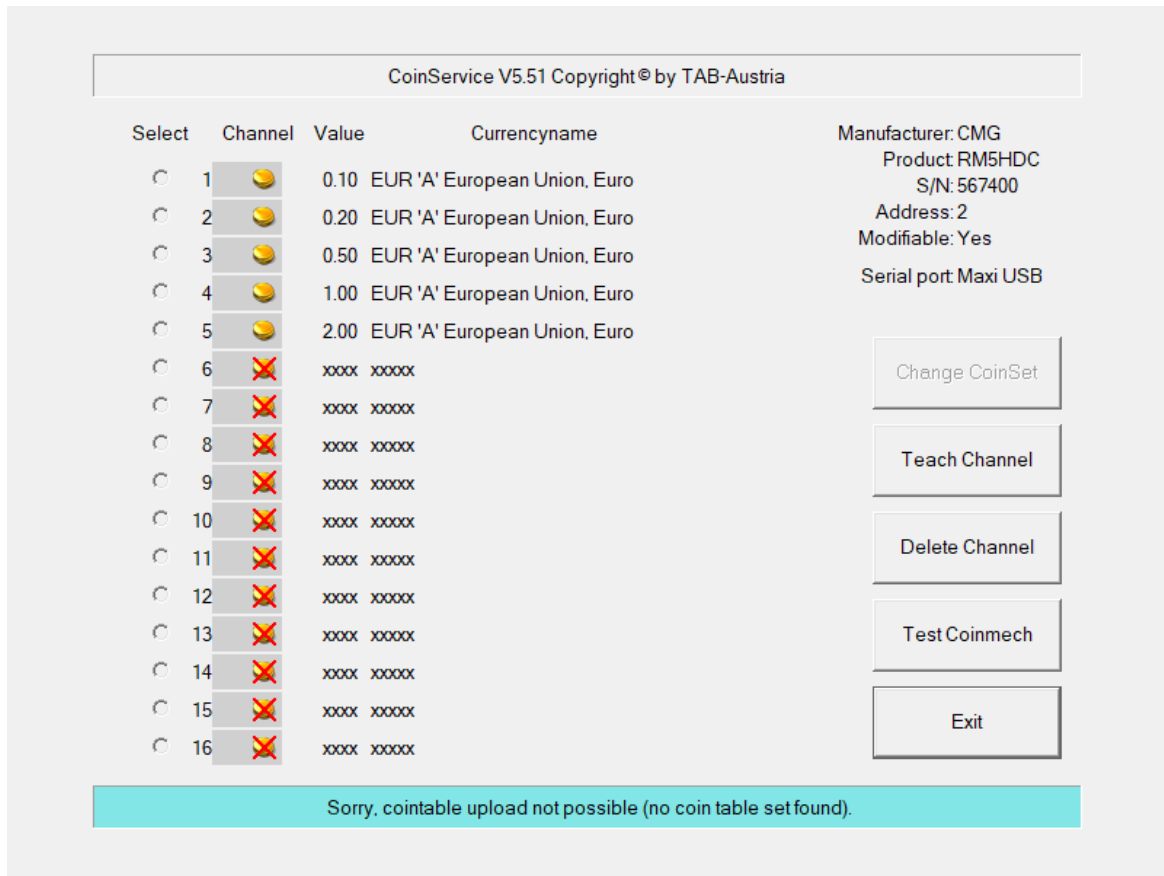 CoinService V5.51 Copyright © by TAB-Austria
Select Channel Value Currencyname
1 0.10 EUR 'A' European Union, Euro
2 0.20 EUR 'A' European Union, Euro
3 0.50 EUR 'A' European Union, Euro
4 1.00 EUR 'A' European Union, Euro
5 2.00 EUR 'A' European Union, Euro
6 xxxx xxxxx
7 xxxx xxxxx
8 xxxx xxxxx
9 xxxx xxxxx
10 xxxx xxxxx
11 xxxx xxxxx
12 xxxx xxxxx
13 xxxx xxxxx
14 xxxx xxxxx
15 xxxx xxxxx
16 xxxx xxxxx
Manufacturer: CMG
Product: RM5HDC
S/N: 567400
Address: 2
Modifiable: Yes
Serial port: Maxi USB
Change CoinSet
Teach Channel
Delete Channel
Test Coinmech
Exit
Sorry, cointable upload not possible (no coin table set found).